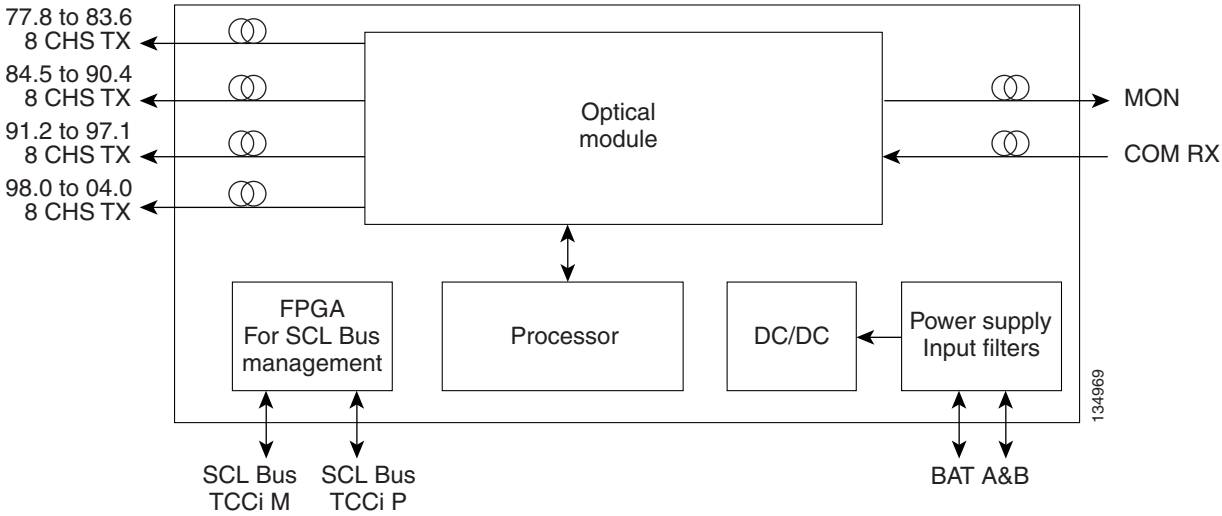 77.8 to 83.6
8 CHS TX
84.5 to 90.4
8 CHS TX
91.2 to 97.1
8 CHS TX
98.0 to 04.0
8 CHS TX
Optical
module
MON
COM RX
FPGA
For SCL Bus
management
Processor
DC/DC
Power supply
Input filters
134969
SCL Bus
TCCi M
SCL Bus
TCCi P
BAT A&B